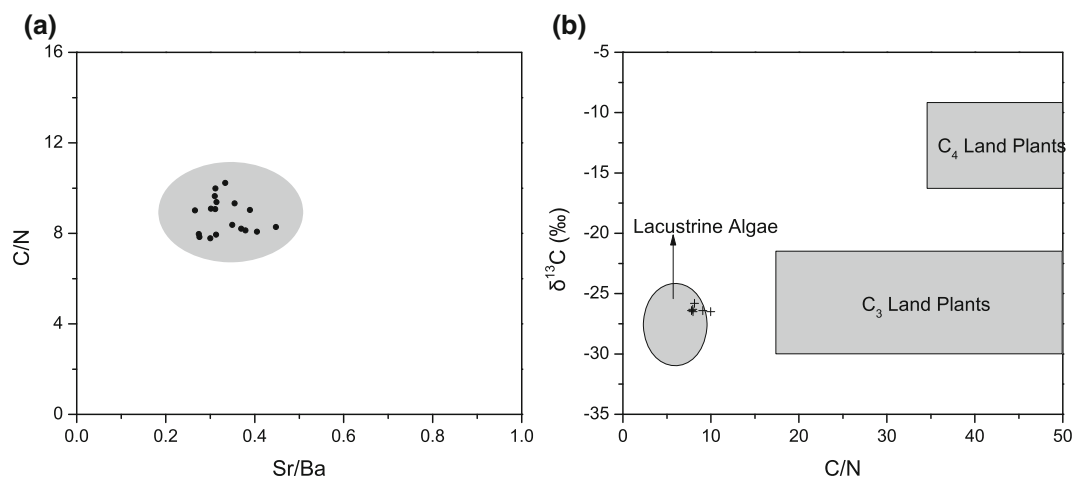 (a)
16
12
8
4
0
C/N
0.0 0.2 0.4 0.6 0.8 1.0
Sr/Ba
(b)
-5
-10
-15
-20
-25
-30
-35
δ¹³C (‰)
C₄ Land Plants
Lacustrine Algae
C₃ Land Plants
0 10 20 30 40 50
C/N